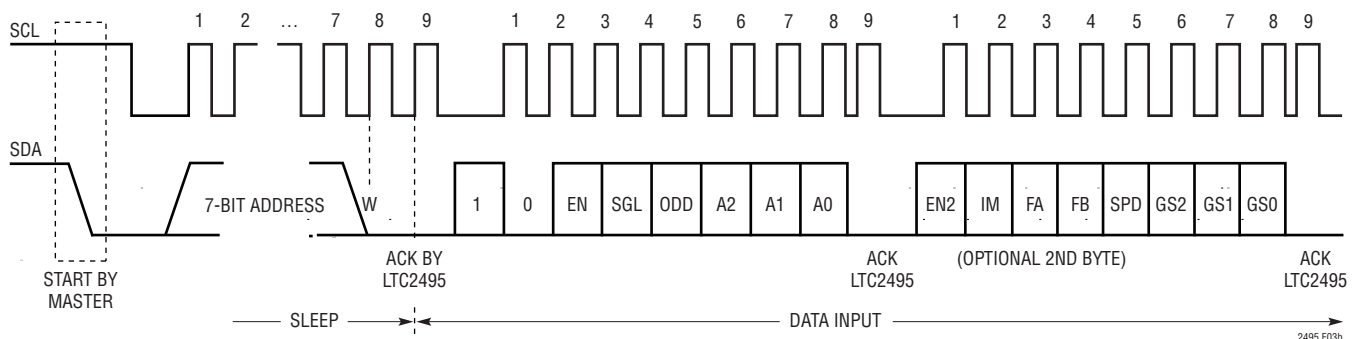 SCL
1 2 … 7 8 9 1 2 3 4 5 6 7 8 9 1 2 3 4 5 6 7 8 9
SDA
7-BIT ADDRESS W 1 0 EN SGL ODD A2 A1 A0 EN2 IM FA FB SPD GS2 GS1 GS0
START BY
MASTER
ACK BY
LTC2495
ACK
LTC2495
(OPTIONAL 2ND BYTE)
ACK
LTC2495
SLEEP DATA INPUT
2495 F03b